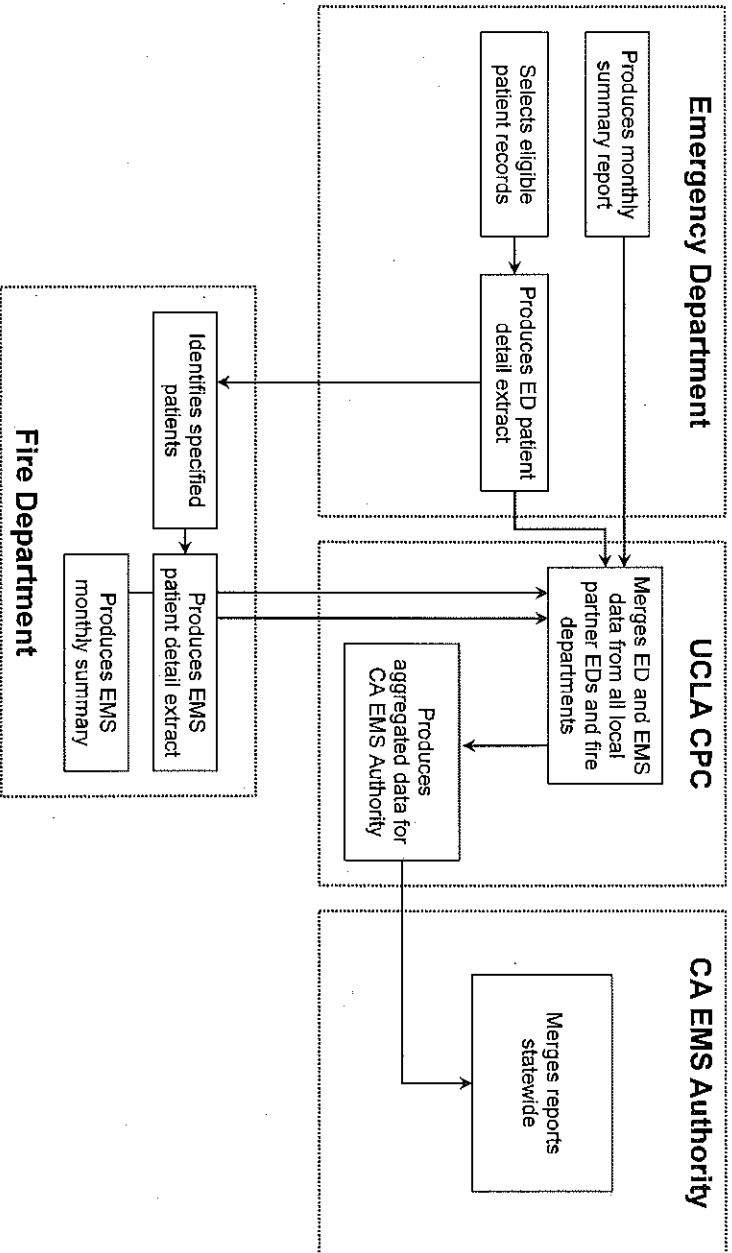 Emergency Department
Produces monthly
summary report
Selects eligible
patient records
Produces ED patient
detail extract
UCLA CPC
Merges ED and EMS
data from all local
partner EDs and fire
departments
Produces
aggregated data for
CA EMS Authority
CA EMS Authority
Merges reports
statewide
Identifies specified
patients
Produces EMS
patient detail extract
Produces EMS
monthly summary
Fire Department